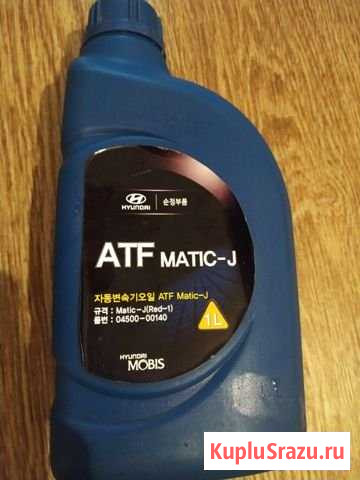 HYUNDAI
순정부품
ATF MATIC-J
자동변속기오일 ATF Matic-J
규격 : Matic-J(Red-1)
품번 : 04500-00140
1L
HYUNDAI
MOBIS
KupluSrazu.ru